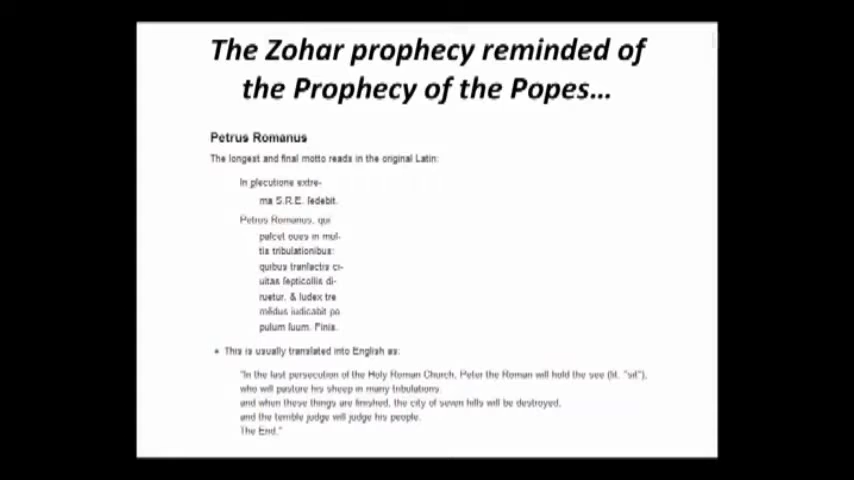 The Zohar prophecy reminded of
the Prophecy of the Popes...
Petrus Romanus
The longest and final motto reads in the original Latin:
In pſecutione extre-
ma S.R.E. ſedebit.
Petrus Romanus, qui
paſcet oues in mul-
tis tribulationibus:
quibus tranſactis ci-
uitas ſepticollis di-
ruetur, & Iudex tre
mẽdus iudicabit po
pulum ſuum. Finis.
• This is usually translated into English as:
"In the last persecution of the Holy Roman Church, Peter the Roman will hold the see (lit. "sit"),
who will pasture his sheep in many tribulations:
and when these things are finished, the city of seven hills will be destroyed,
and the terrible judge will judge his people.
The End."